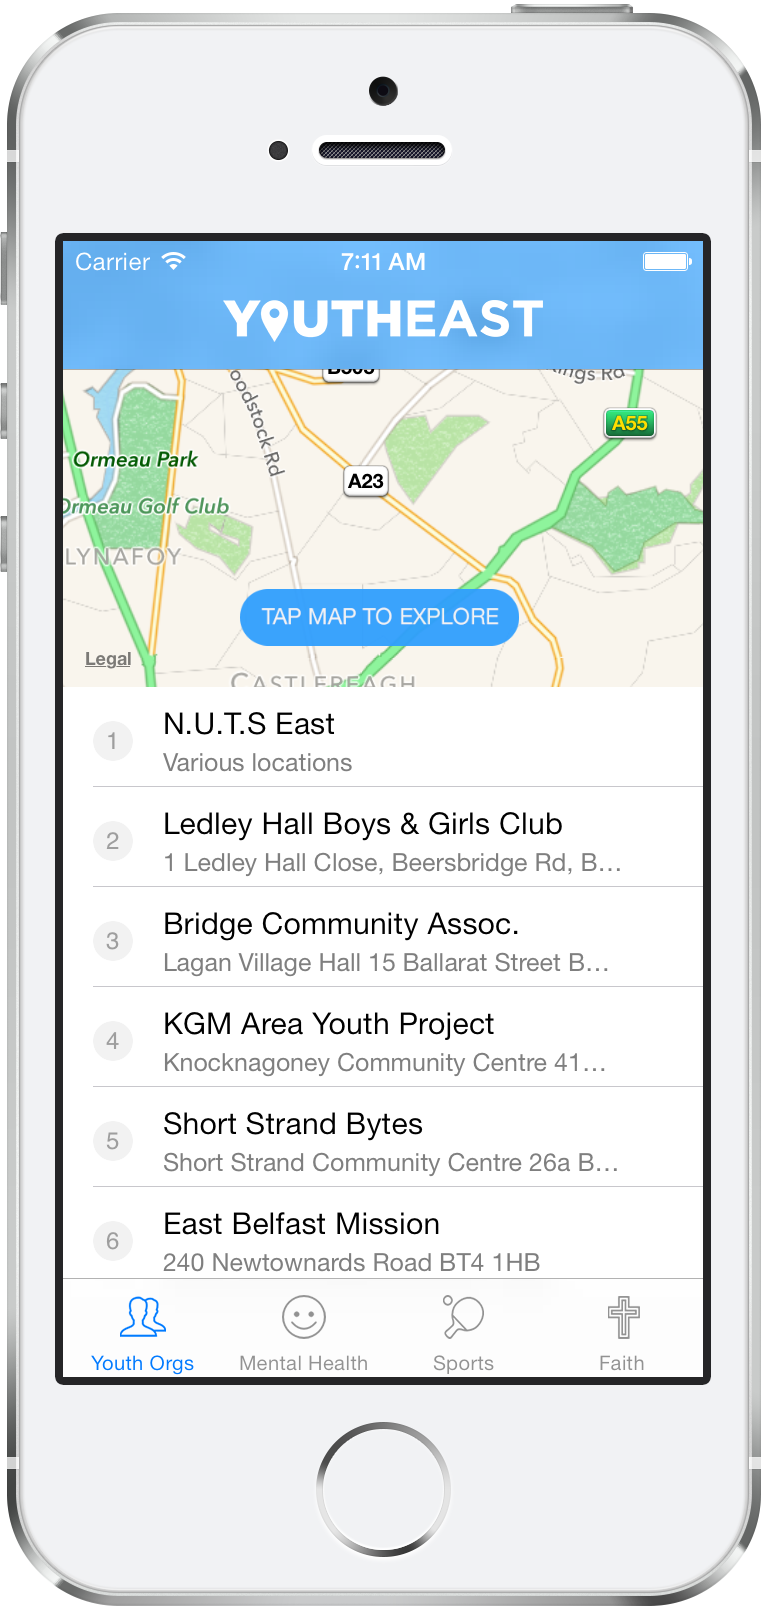 Carrier
7:11 AM
YOUTHEAST
oodstock Rd
ings Rd
A55
Ormeau Park
A23
Ormeau Golf Club
LYNAFOY
TAP MAP TO EXPLORE
Legal
CASTLEREAGH
1
N.U.T.S East
Various locations
2
Ledley Hall Boys & Girls Club
1 Ledley Hall Close, Beersbridge Rd, B...
3
Bridge Community Assoc.
Lagan Village Hall 15 Ballarat Street B...
4
KGM Area Youth Project
Knocknagoney Community Centre 41...
5
Short Strand Bytes
Short Strand Community Centre 26a B...
6
East Belfast Mission
240 Newtownards Road BT4 1HB
Youth Orgs
Mental Health
Sports
Faith